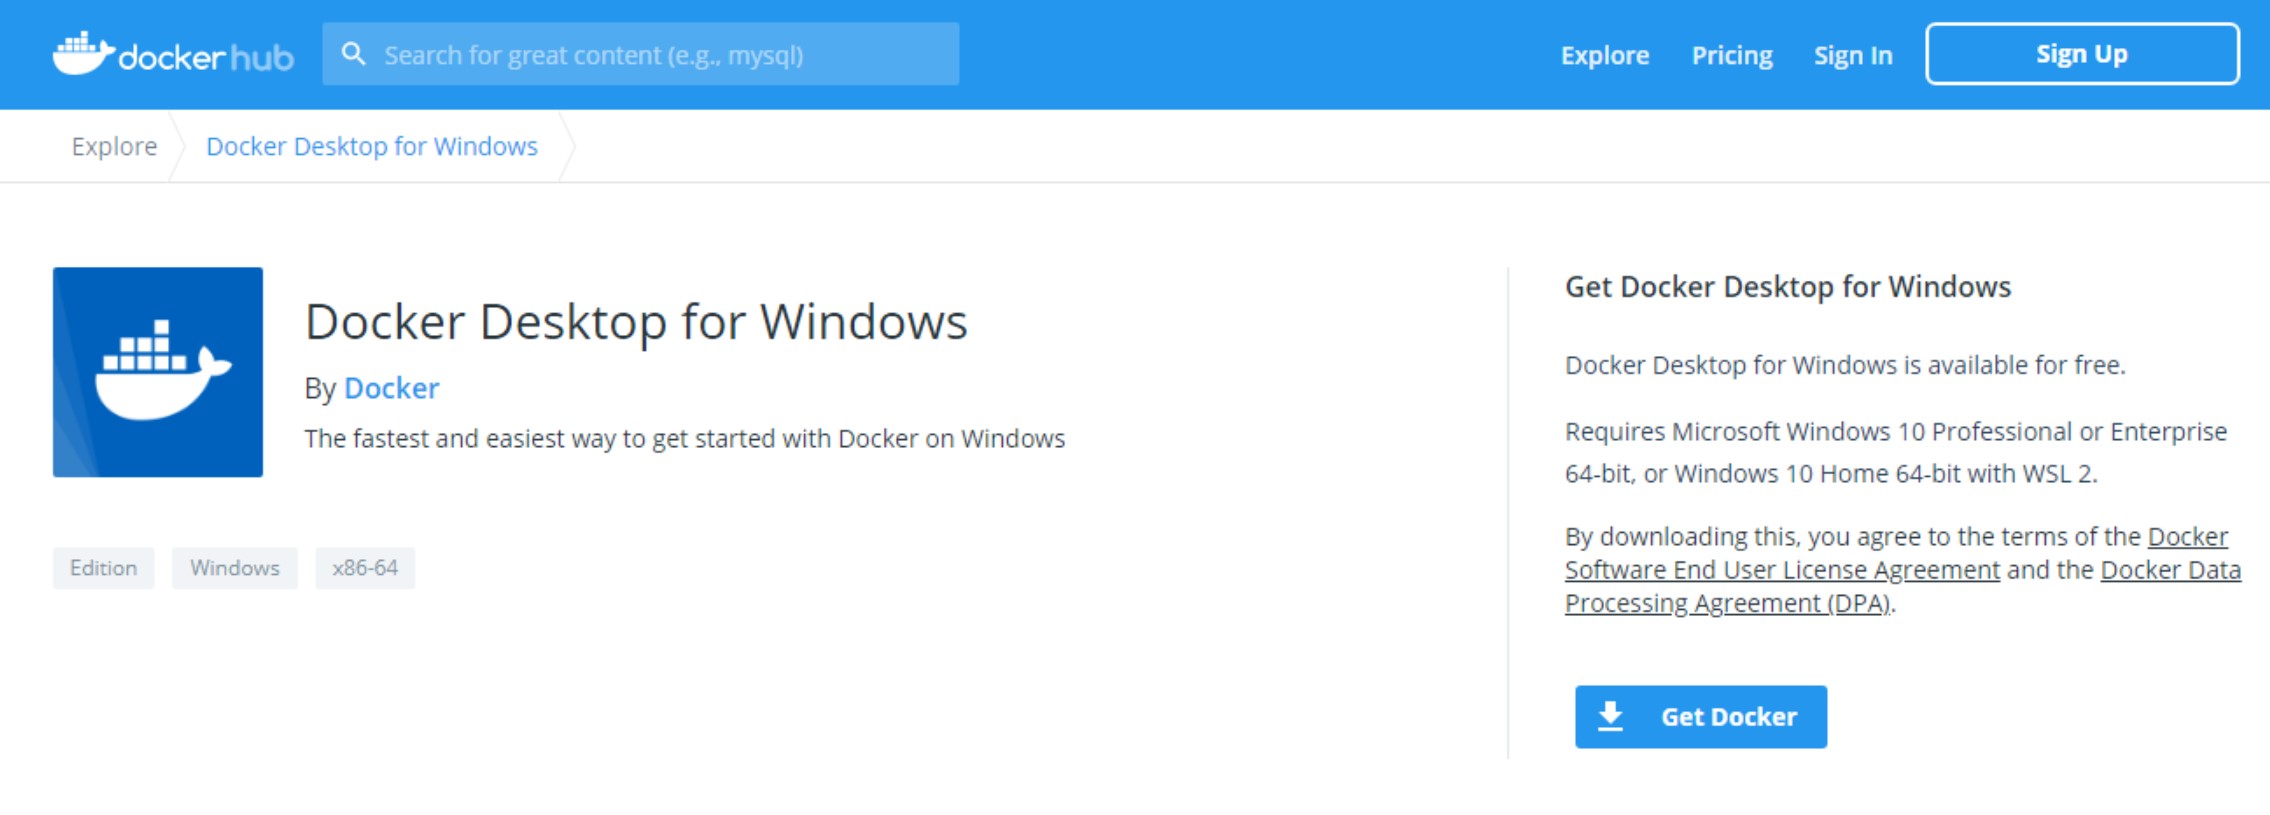 docker hub
Search for great content (e.g., mysql)
Explore
Pricing
Sign In
Sign Up
Explore
Docker Desktop for Windows
Docker Desktop for Windows
By Docker
The fastest and easiest way to get started with Docker on Windows
Edition
Windows
x86-64
Get Docker Desktop for Windows
Docker Desktop for Windows is available for free.
Requires Microsoft Windows 10 Professional or Enterprise
64-bit, or Windows 10 Home 64-bit with WSL 2.
By downloading this, you agree to the terms of the Docker
Software End User License Agreement and the Docker Data
Processing Agreement (DPA).
Get Docker